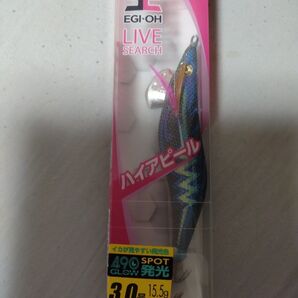 EGI-OH
LIVE
SEARCH
ハイアピール
イカが見やすい発光色
490 SPOT
GLOW 発光
3.0号 15.5g